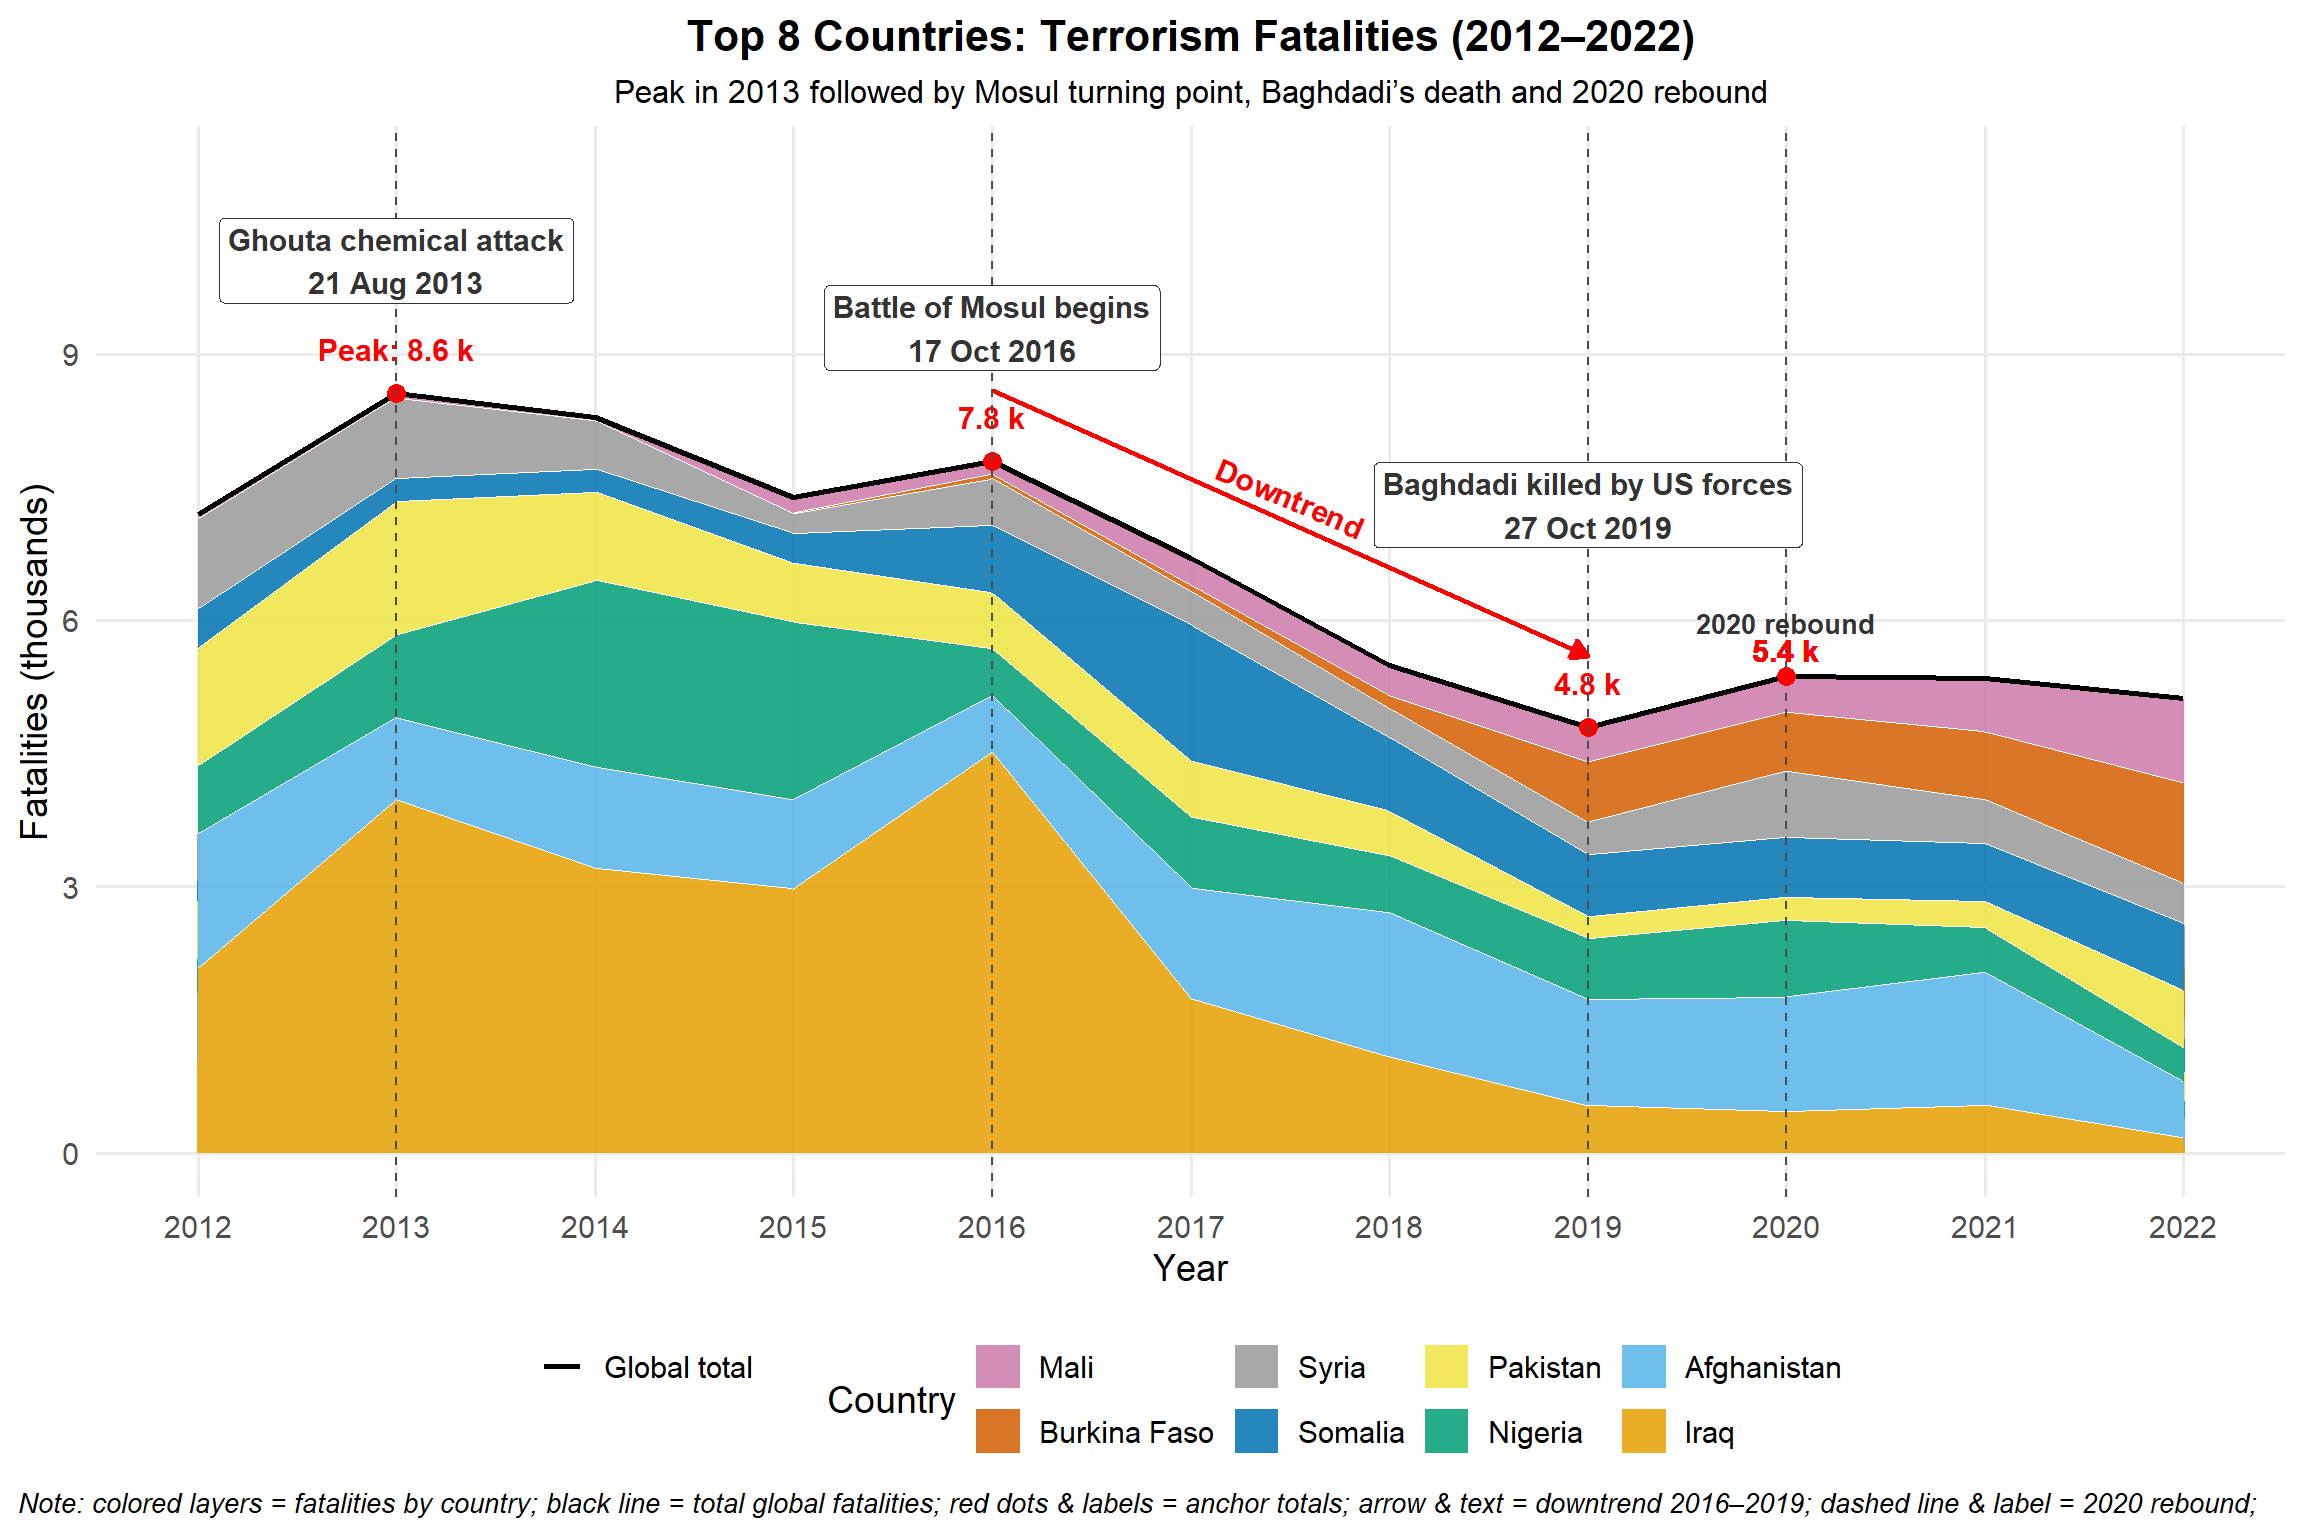 Top 8 Countries: Terrorism Fatalities (2012–2022)
Peak in 2013 followed by Mosul turning point, Baghdadi’s death and 2020 rebound
Ghouta chemical attack
21 Aug 2013
Peak: 8.6 k
Battle of Mosul begins
17 Oct 2016
7.8 k
Downtrend
Baghdadi killed by US forces
27 Oct 2019
4.8 k
2020 rebound
5.4 k
Fatalities (thousands)
9
6
3
0
2012 2013 2014 2015 2016 2017 2018 2019 2020 2021 2022
Year
Global total
Country
Mali Syria Pakistan Afghanistan
Burkina Faso Somalia Nigeria Iraq
Note: colored layers = fatalities by country; black line = total global fatalities; red dots & labels = anchor totals; arrow & text = downtrend 2016–2019; dashed line & label = 2020 rebound;